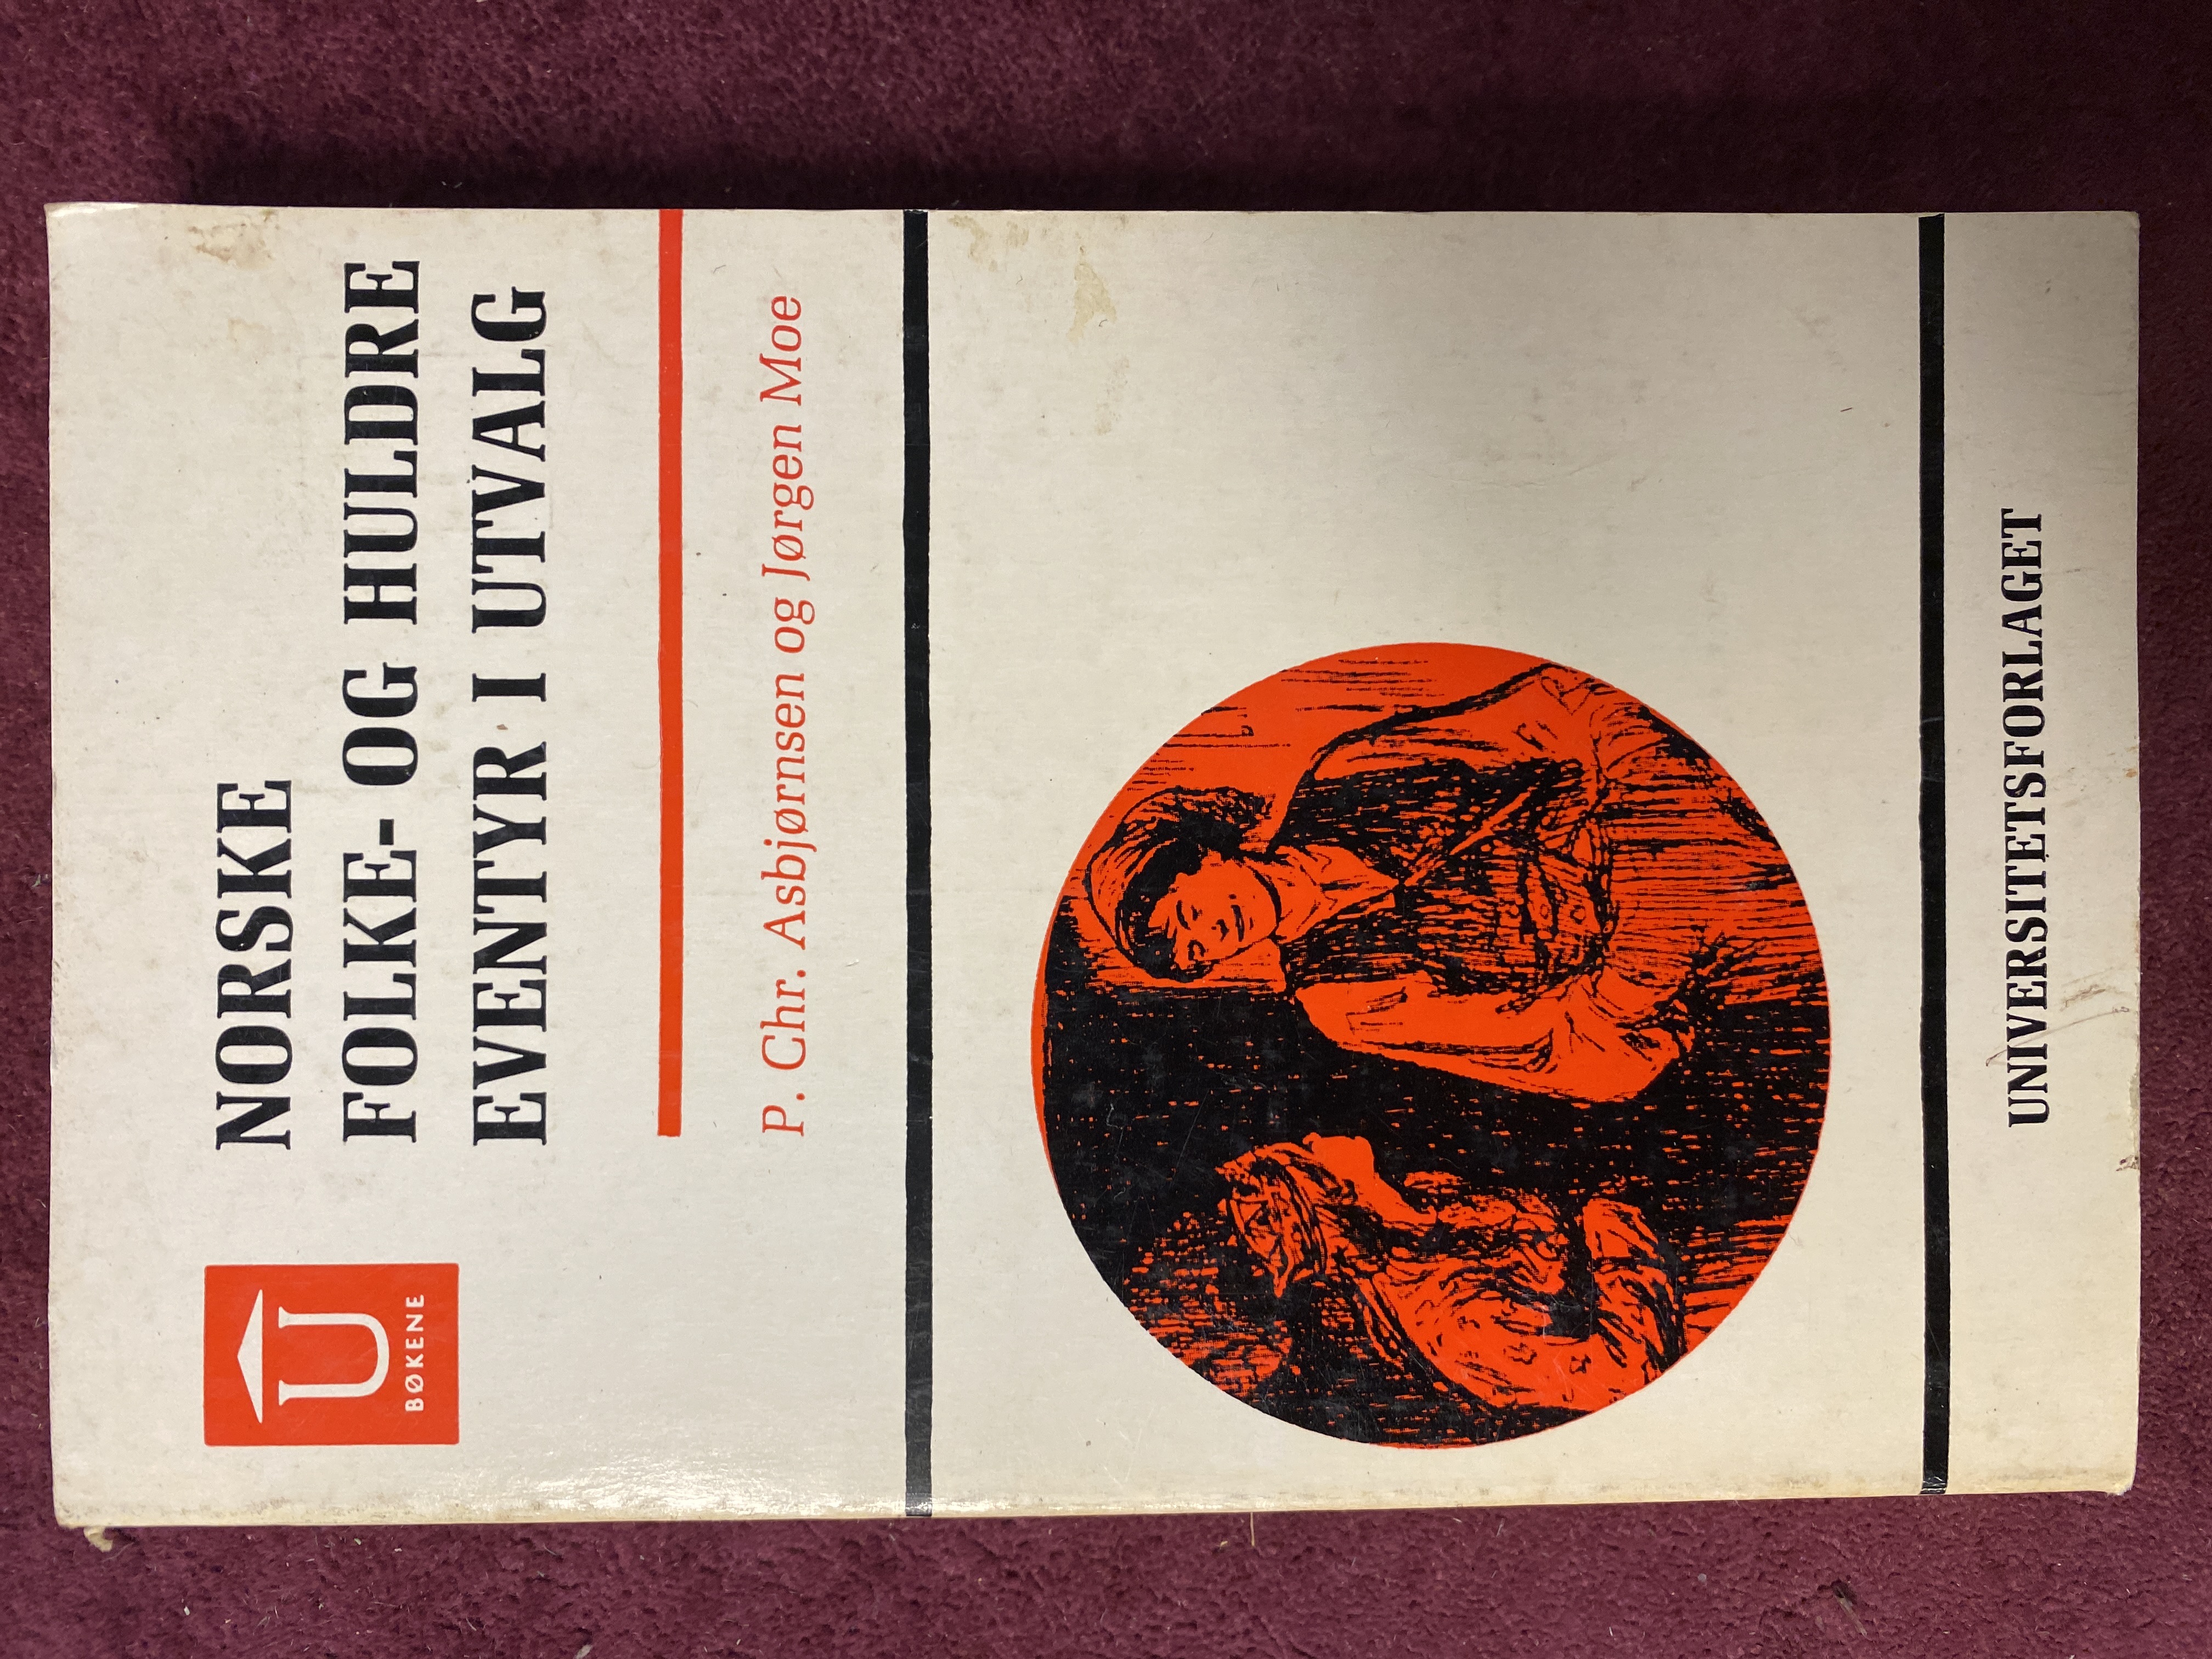 U
BØKENE
NORSKE
FOLKE- OG HULDRE
EVENTYR I UTVALG
P. Chr. Asbjørnsen og Jørgen Moe
UNIVERSITETSFORLAGET